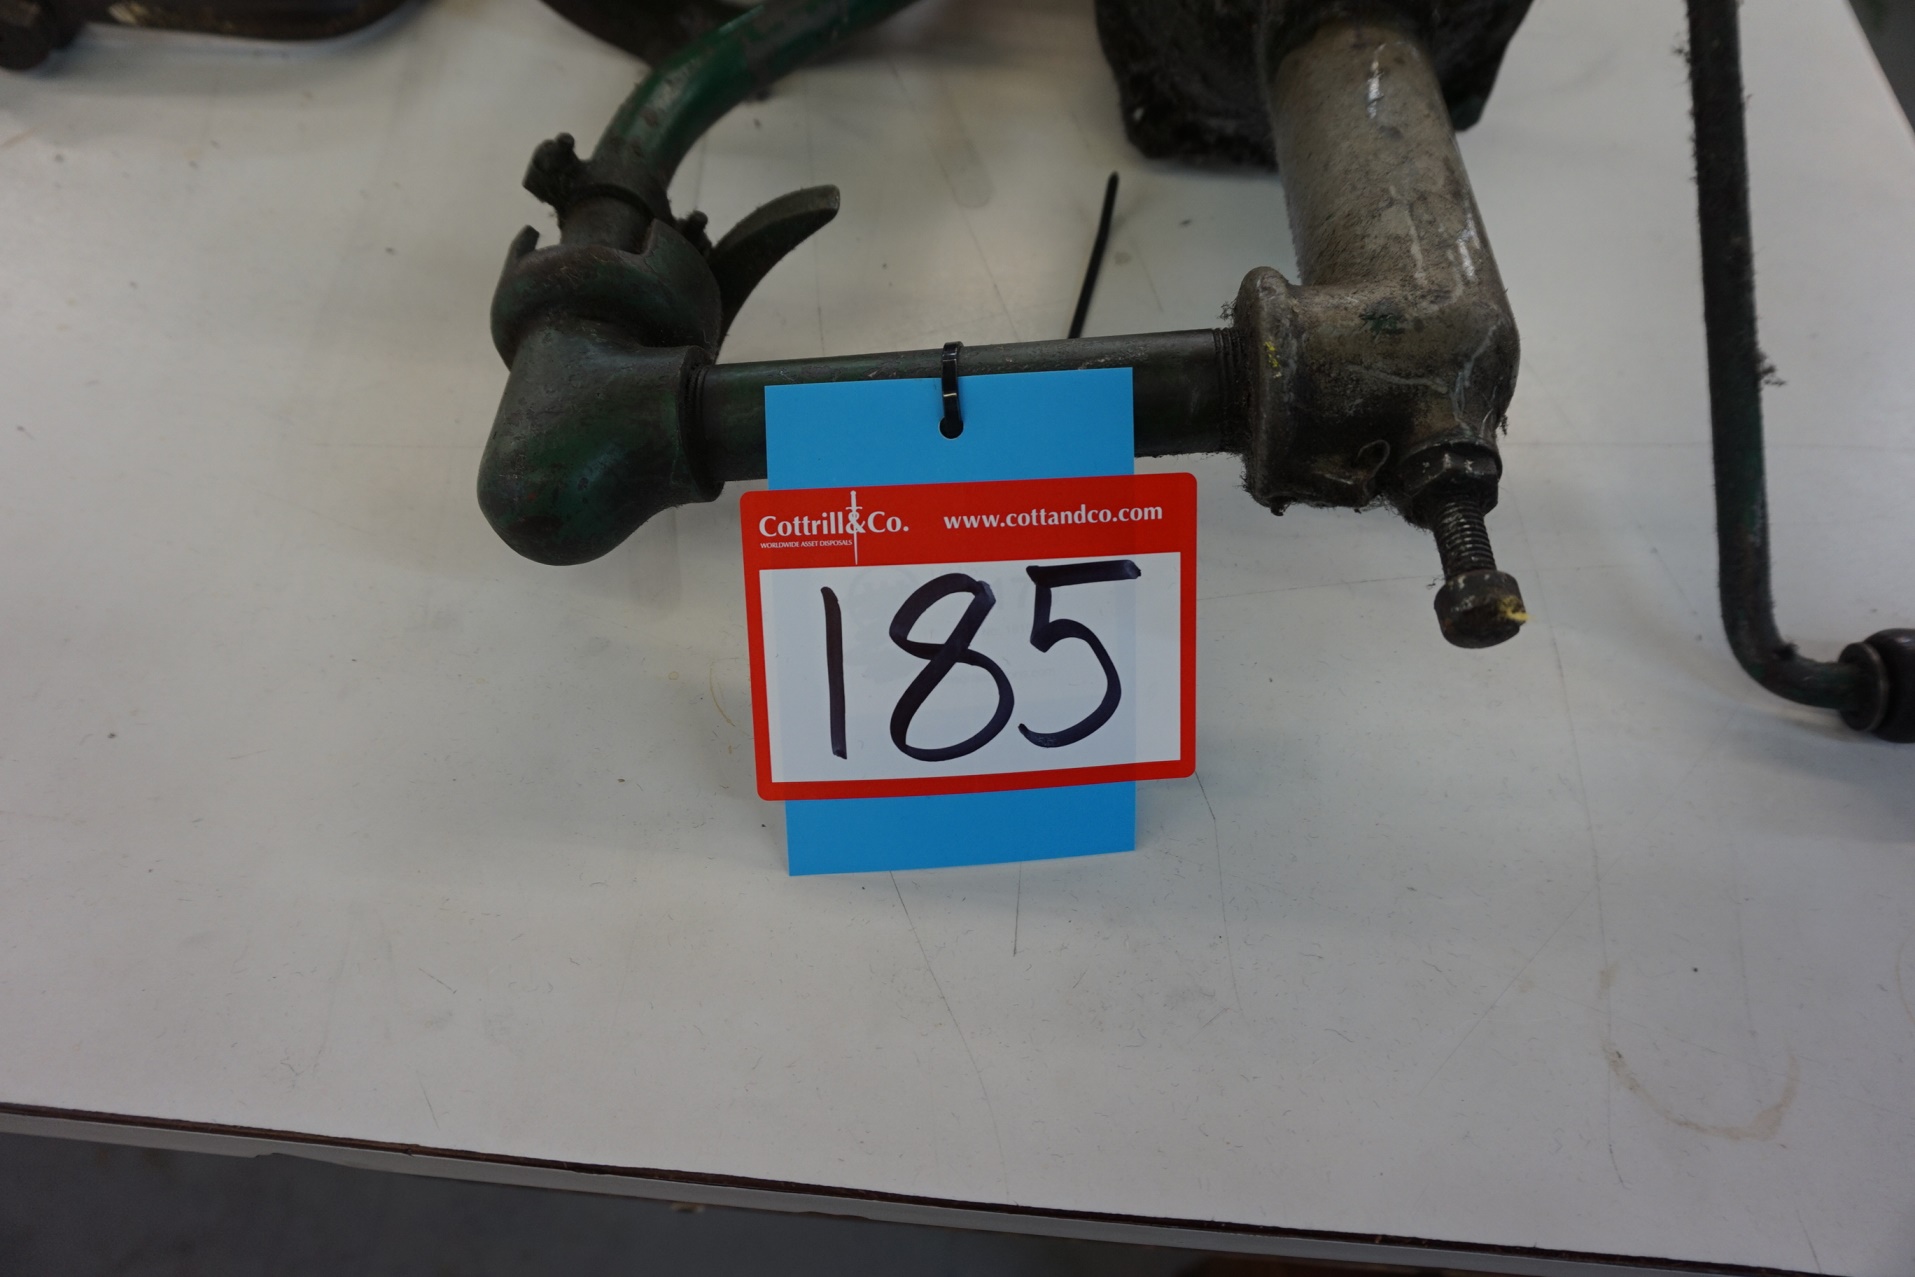 Cottrill&Co. www.cottandco.com
WORLDWIDE ASSET DISPOSALS
185